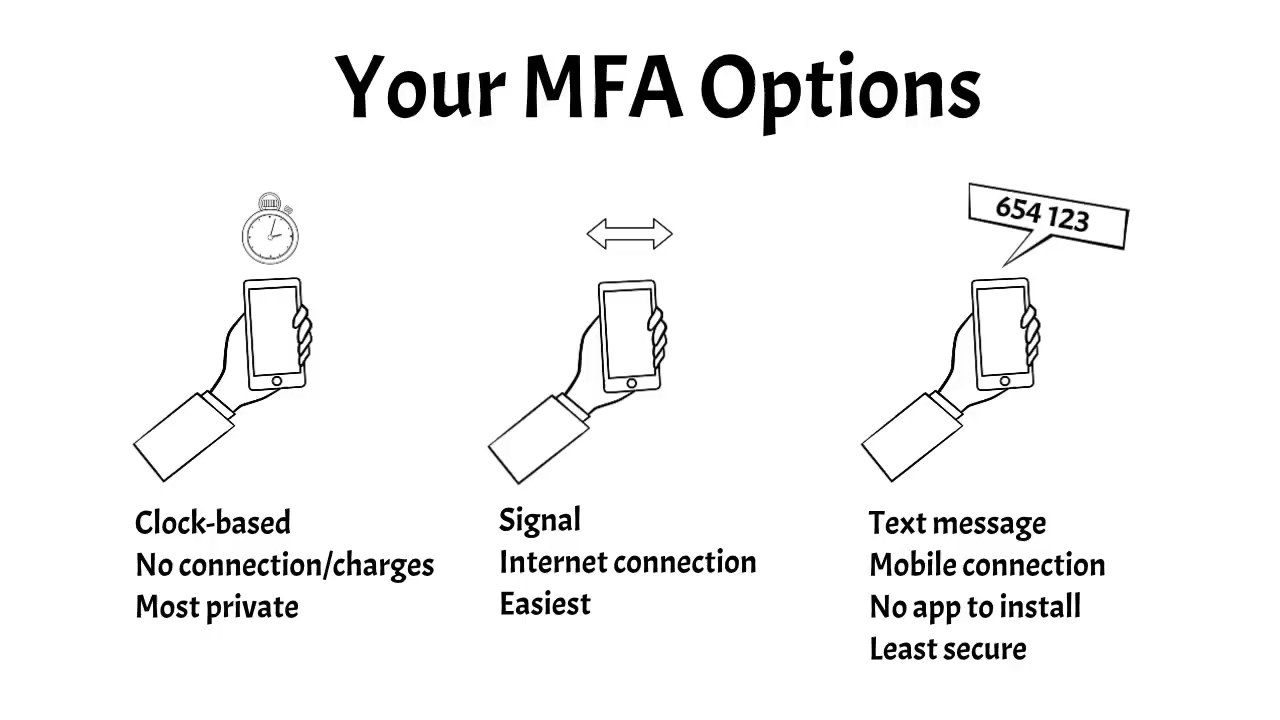 Your MFA Options
654 123
Clock-based
No connection/charges
Most private
Signal
Internet connection
Easiest
Text message
Mobile connection
No app to install
Least secure